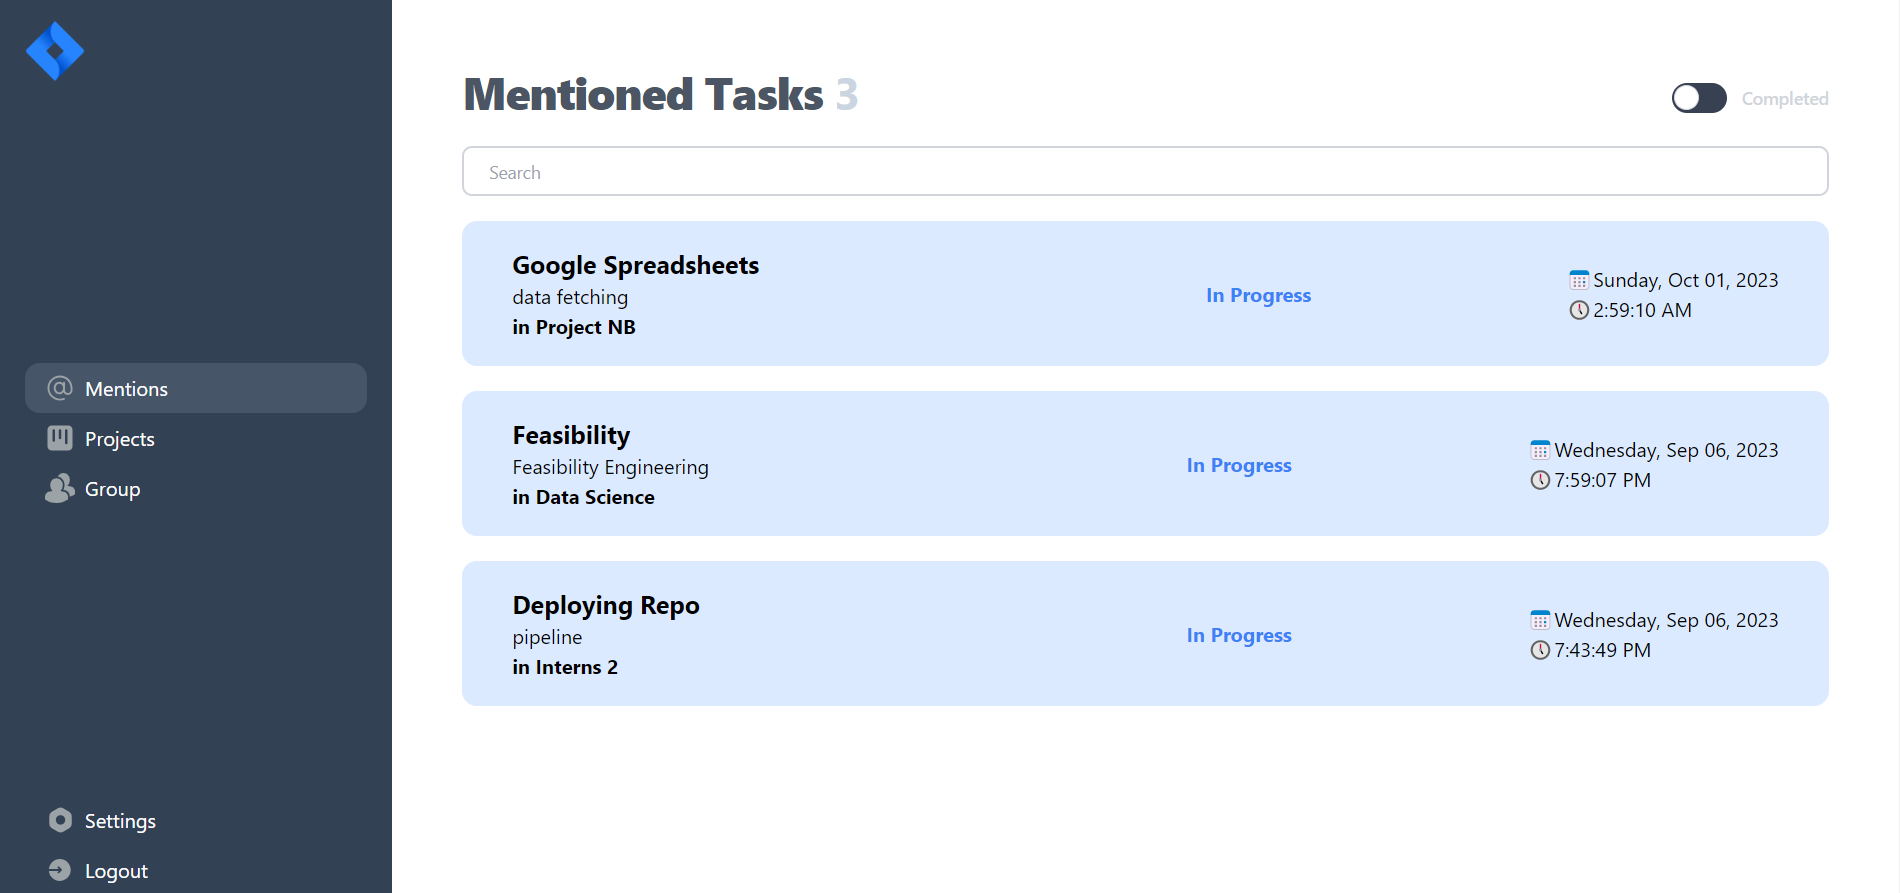 Mentions
Projects
Group
Settings
Logout
Mentioned Tasks 3
Completed
Search
Google Spreadsheets
data fetching
in Project NB
In Progress
Sunday, Oct 01, 2023
2:59:10 AM
Feasibility
Feasibility Engineering
in Data Science
In Progress
Wednesday, Sep 06, 2023
7:59:07 PM
Deploying Repo
pipeline
in Interns 2
In Progress
Wednesday, Sep 06, 2023
7:43:49 PM